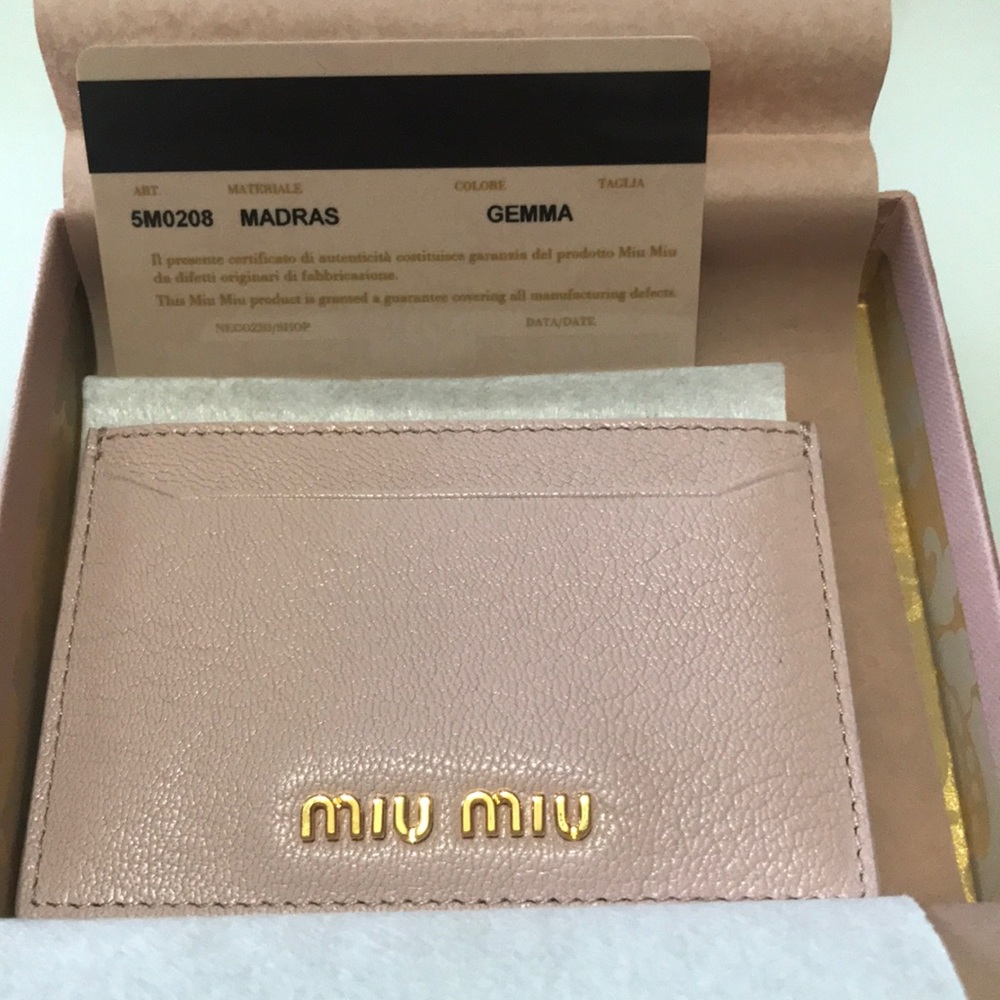 ART. MATERIALE COLORE TAGLIA
5M0208 MADRAS GEMMA
Il presente certificato di autenticità costituisce garanzia del prodotto Miu Miu
da difetti originari di fabbricazione.
This Miu Miu product is granted a guarantee covering all manufacturing defects.
NEGOZIO/SHOP DATA/DATE
miu miu